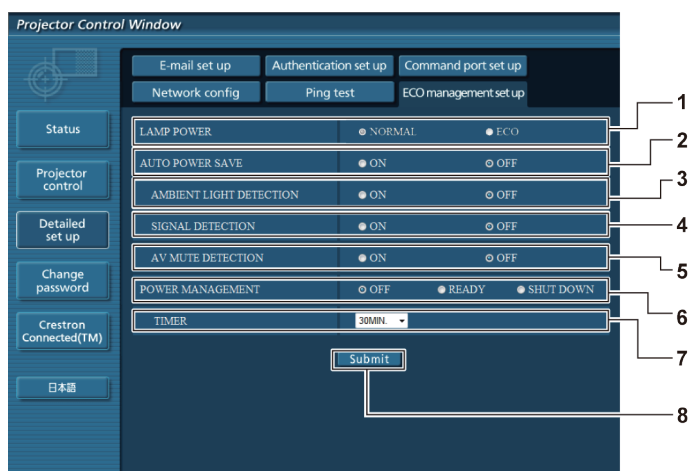 Projector Control Window
E-mail set up Authentication set up Command port set up
Network config Ping test ECO management set up
Status
Projector
control
Detailed
set up
Change
password
Crestron
Connected(TM)
日本語
LAMP POWER NORMAL ECO 1
AUTO POWER SAVE ON OFF 2
AMBIENT LIGHT DETECTION ON OFF 3
SIGNAL DETECTION ON OFF 4
AV MUTE DETECTION ON OFF 5
POWER MANAGEMENT OFF READY SHUT DOWN 6
TIMER 30MIN. 7
Submit 8